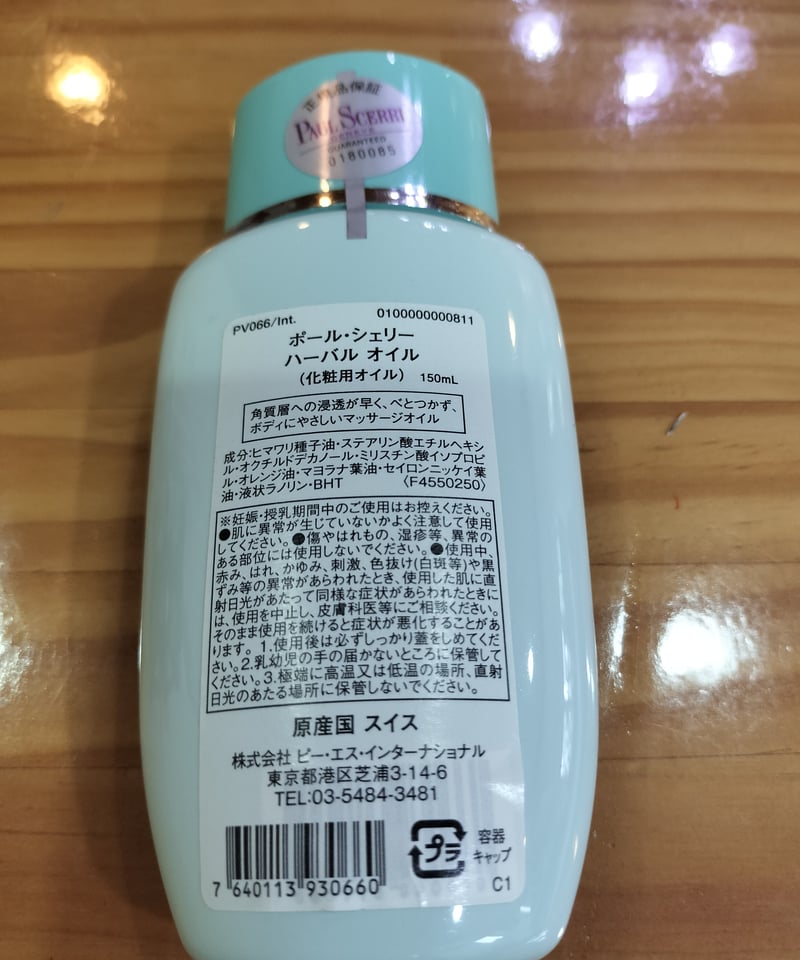 正規品保証
PAUL SCERRI
GENEVE
GUARANTEED
0180085
PV066/Int.
0100000000811
ポール・シェリー
ハーバル オイル
(化粧用オイル) 150mL
角質層への浸透が早く、べとつかず、
ボディにやさしいマッサージオイル
成分:ヒマワリ種子油・ステアリン酸エチルヘキシ
ル・オクチルドデカノール・ミリスチン酸イソプロピ
ル・オレンジ油・マヨラナ葉油・セイロンニッケイ葉
油・液状ラノリン・BHT 〈F4550250〉
※妊娠・授乳期間中のご使用はお控えください。
●肌に異常が生じていないかよく注意して使用
してください。●傷やはれもの、湿疹等、異常の
ある部位には使用しないでください。●使用中、
赤み、はれ、かゆみ、刺激、色抜け(白斑等)や黒
ずみ等の異常があらわれたとき、使用した肌に直
射日光があたって同様な症状があらわれたときに
は、使用を中止し、皮膚科医等にご相談ください。
そのまま使用を続けると症状が悪化することがあ
ります。 1.使用後は必ずしっかり蓋をしめてくだ
さい。2.乳幼児の手の届かないところに保管して
ください。3.極端に高温又は低温の場所、直射
日光のあたる場所に保管しないでください。
原産国 スイス
株式会社 ピー・エス・インターナショナル
東京都港区芝浦3-14-6
TEL:03-5484-3481
7 640113 930660
プラ
容器
キャップ
C1